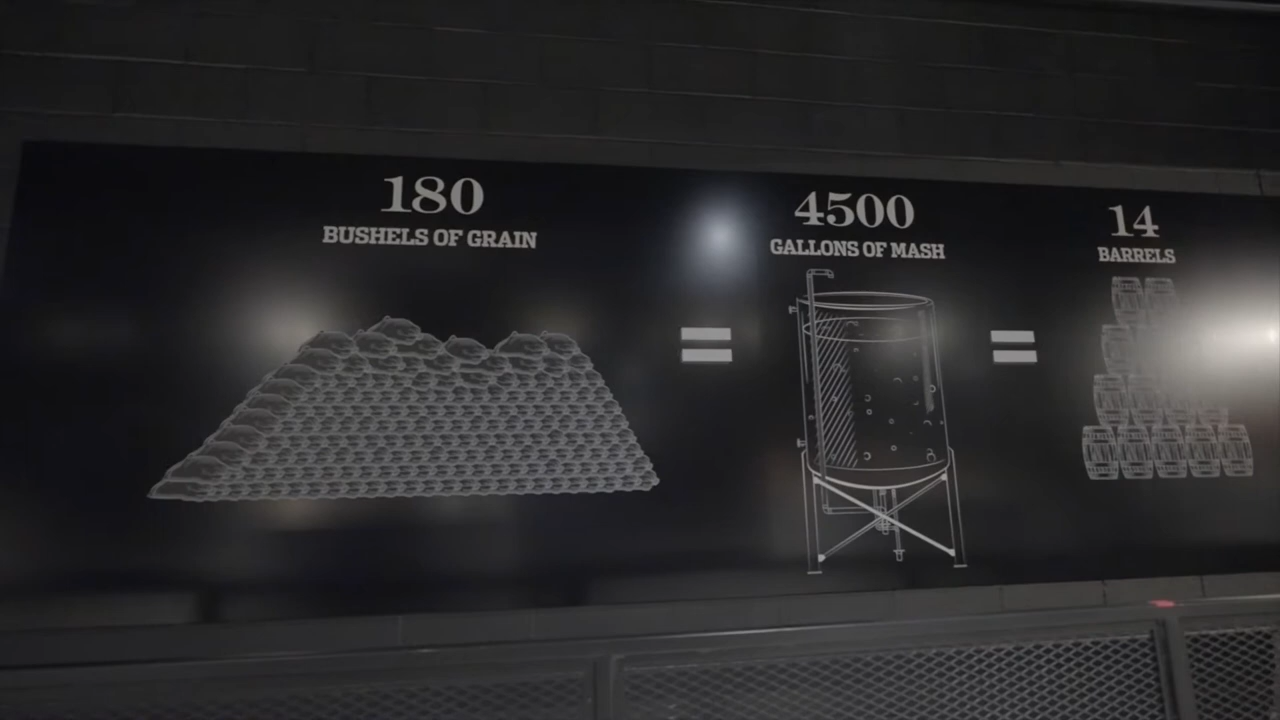 180
BUSHELS OF GRAIN
=
4500
GALLONS OF MASH
=
14
BARRELS